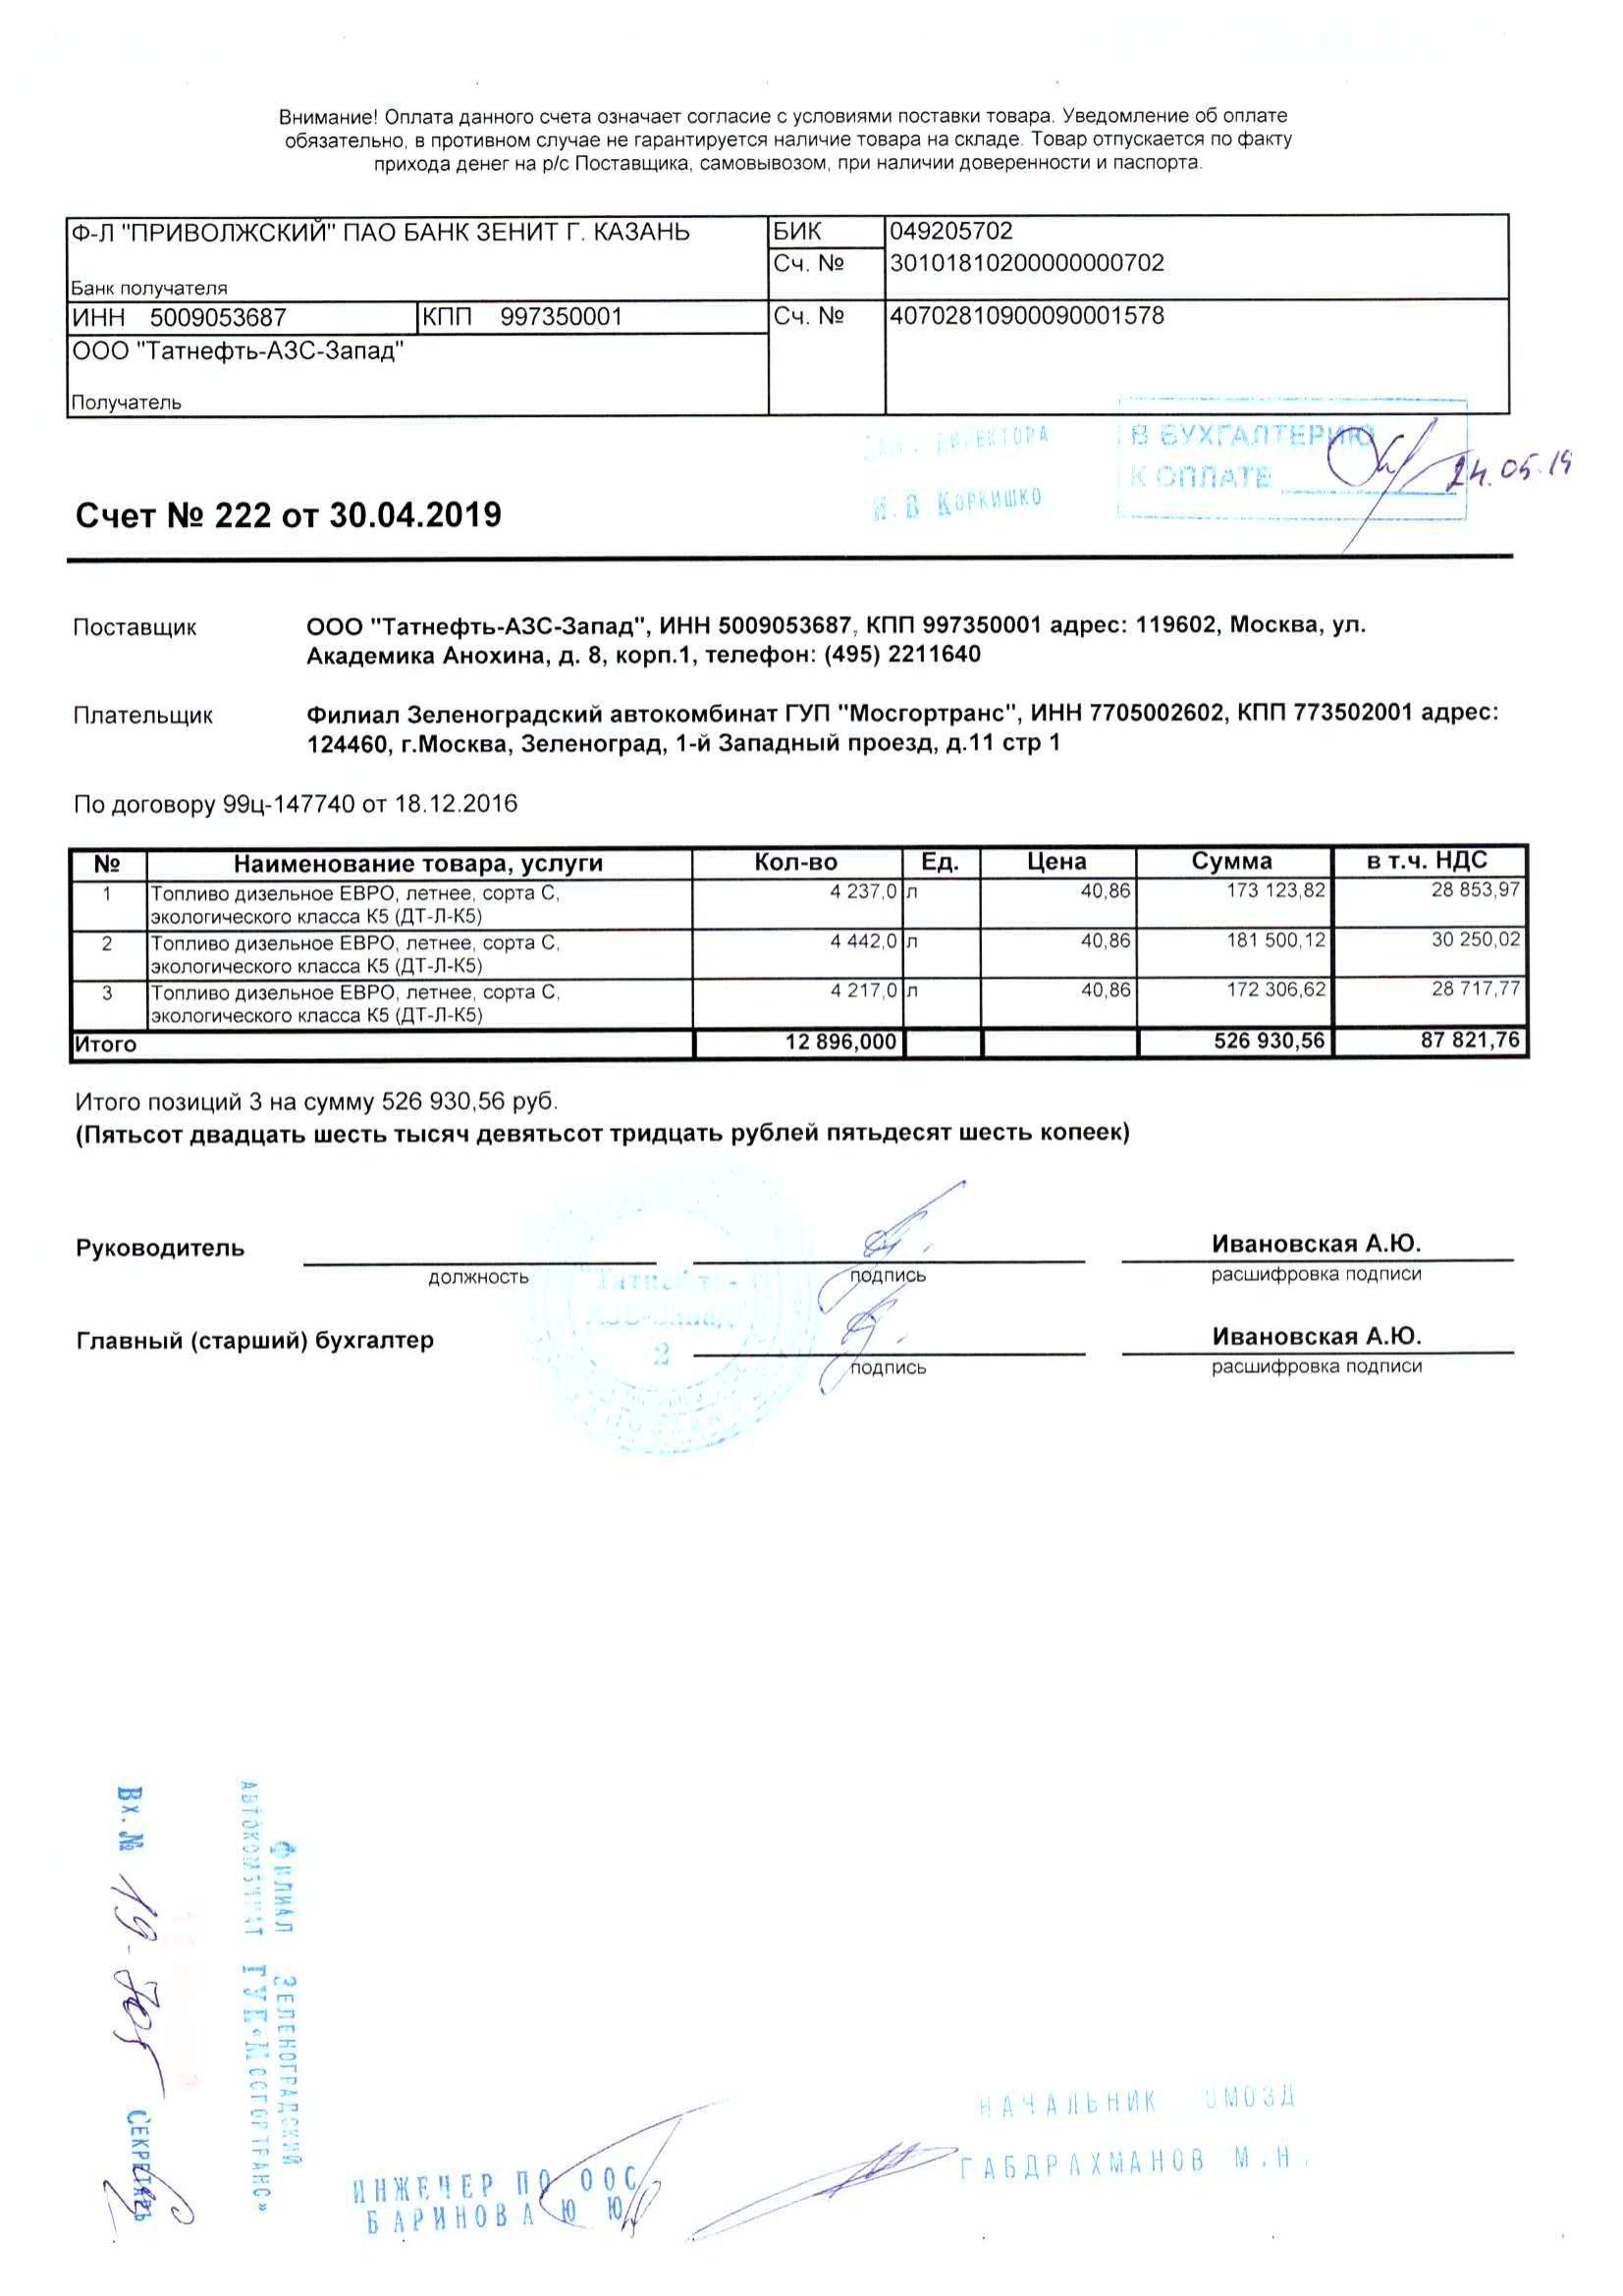 Внимание! Оплата данного счета означает согласие с условиями поставки товара. Уведомление об оплате
обязательно, в противном случае не гарантируется наличие товара на складе. Товар отпускается по факту
прихода денег на р/с Поставщика, самовывозом, при наличии доверенности и паспорта.
Ф-Л "ПРИВОЛЖСКИЙ" ПАО БАНК ЗЕНИТ Г. КАЗАНЬ БИК 049205702
Сч. № 30101810200000000702
Банк получателя
ИНН 5009053687 КПП 997350001 Сч. № 40702810900090001578
ООО "Татнефть-АЗС-Запад"
Получатель
ДИРЕКТОРА
И.В. КОРКИШКО
В БУХГАЛТЕРИЮ
К ОПЛАТЕ
24.05.19
Счет № 222 от 30.04.2019
Поставщик ООО "Татнефть-АЗС-Запад", ИНН 5009053687, КПП 997350001 адрес: 119602, Москва, ул.
Академика Анохина, д. 8, корп.1, телефон: (495) 2211640
Плательщик Филиал Зеленоградский автокомбинат ГУП "Мосгортранс", ИНН 7705002602, КПП 773502001 адрес:
124460, г.Москва, Зеленоград, 1-й Западный проезд, д.11 стр 1
По договору 99ц-147740 от 18.12.2016
№ Наименование товара, услуги Кол-во Ед. Цена Сумма в т.ч. НДС
1 Топливо дизельное ЕВРО, летнее, сорта С, 4 237,0 л 40,86 173 123,82 28 853,97
экологического класса К5 (ДТ-Л-К5)
2 Топливо дизельное ЕВРО, летнее, сорта С, 4 442,0 л 40,86 181 500,12 30 250,02
экологического класса К5 (ДТ-Л-К5)
3 Топливо дизельное ЕВРО, летнее, сорта С, 4 217,0 л 40,86 172 306,62 28 717,77
экологического класса К5 (ДТ-Л-К5)
Итого 12 896,000 526 930,56 87 821,76
Итого позиций 3 на сумму 526 930,56 руб.
(Пятьсот двадцать шесть тысяч девятьсот тридцать рублей пятьдесят шесть копеек)
Руководитель Ивановская А.Ю.
должность подпись расшифровка подписи
"Татнефть-
АЗС-Запад"
2
Главный (старший) бухгалтер Ивановская А.Ю.
подпись расшифровка подписи
ФИЛИАЛ ЗЕЛЕНОГРАДСКИЙ
АВТОКОМБИНАТ ГУП «МОСГОРТРАНС»
Вх. № 19- СЕКРЕТАРЬ
ИНЖЕНЕР ПО ООС
БАРИНОВА Ю Ю
НАЧАЛЬНИК ОМОЗД
ГАБДРАХМАНОВ М.Н.